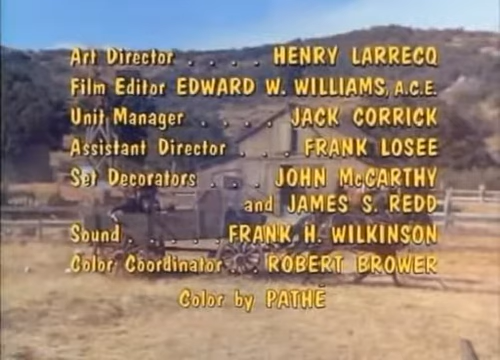 Art Director . . . . HENRY LARRECQ
Film Editor EDWARD W. WILLIAMS, A.C.E.
Unit Manager . . . . . JACK CORRICK
Assistant Director . . . FRANK LOSEE
Set Decorators . . . JOHN McCARTHY
and JAMES S. REDD
Sound . . . . . . FRANK H. WILKINSON
Color Coordinator . . ROBERT BROWER
Color by PATHÉ